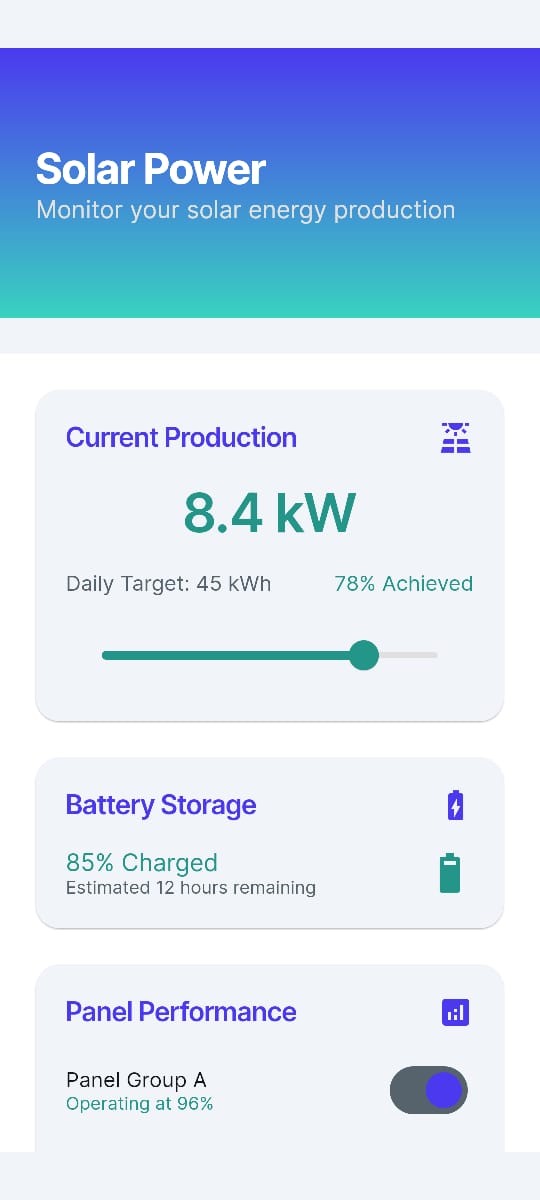 Solar Power
Monitor your solar energy production
Current Production
8.4 kW
Daily Target: 45 kWh
78% Achieved
Battery Storage
85% Charged
Estimated 12 hours remaining
Panel Performance
Panel Group A
Operating at 96%